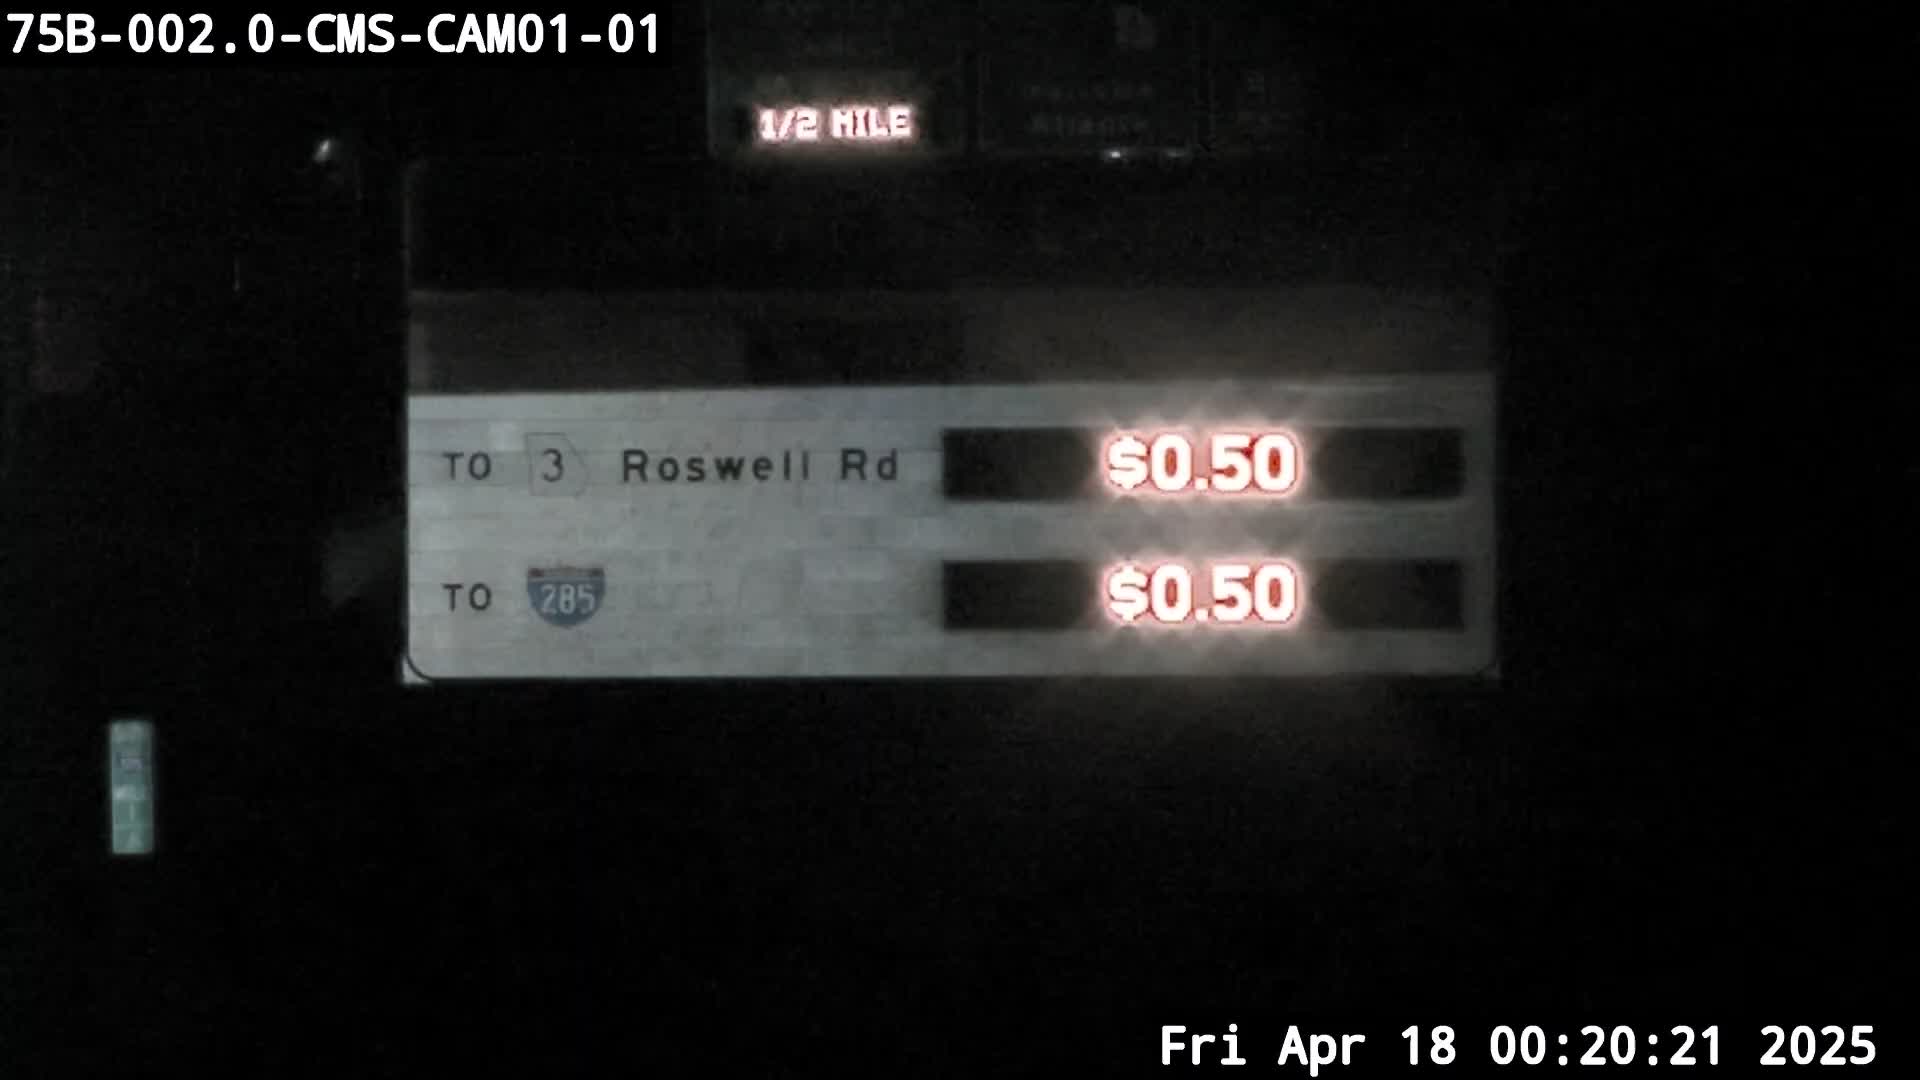 75B-002.0-CMS-CAM01-01
1/2 MILE
TO 3 Roswell Rd $0.50
TO 285 $0.50
Fri Apr 18 00:20:21 2025